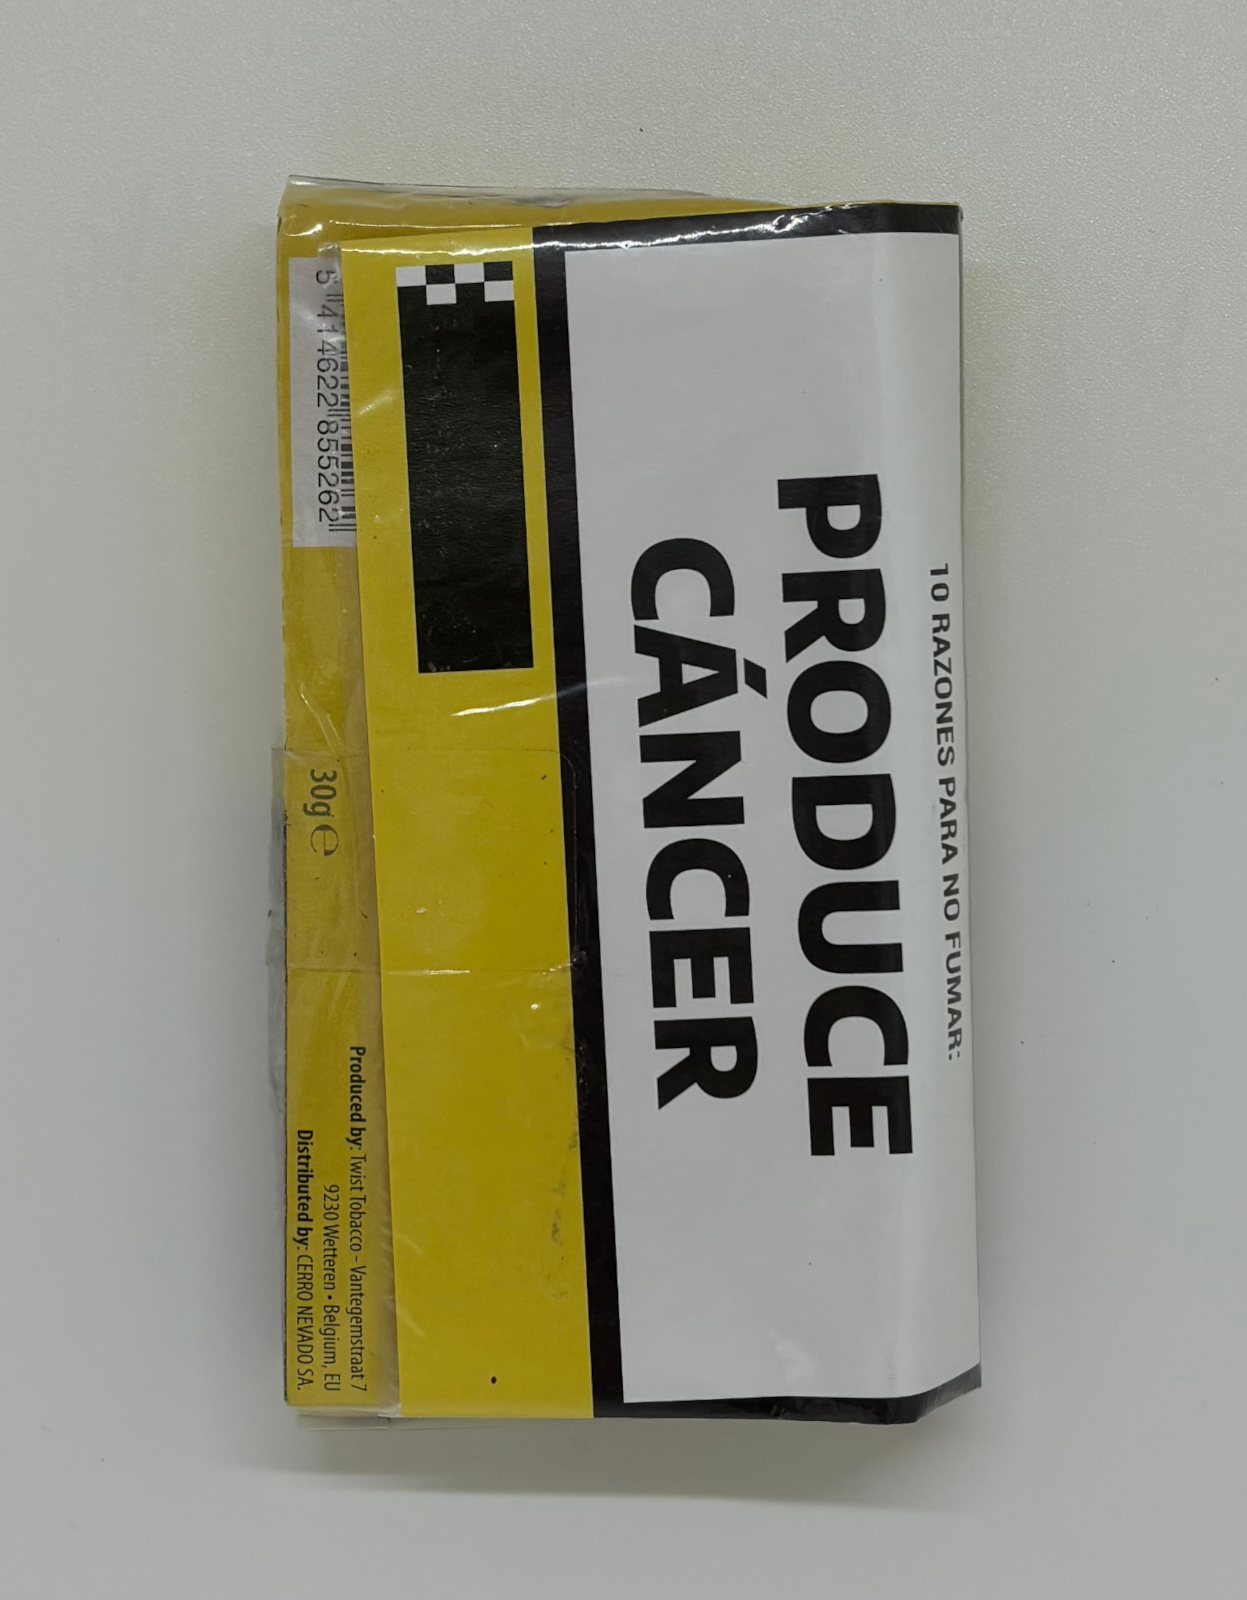 10 RAZONES PARA NO FUMAR:
PRODUCE
CÁNCER
5 414622 855262
30g ℮
Produced by: Twist Tobacco - Vantegemstraat 7
9230 Wetteren • Belgium, EU
Distributed by: CERRO NEVADO SA.